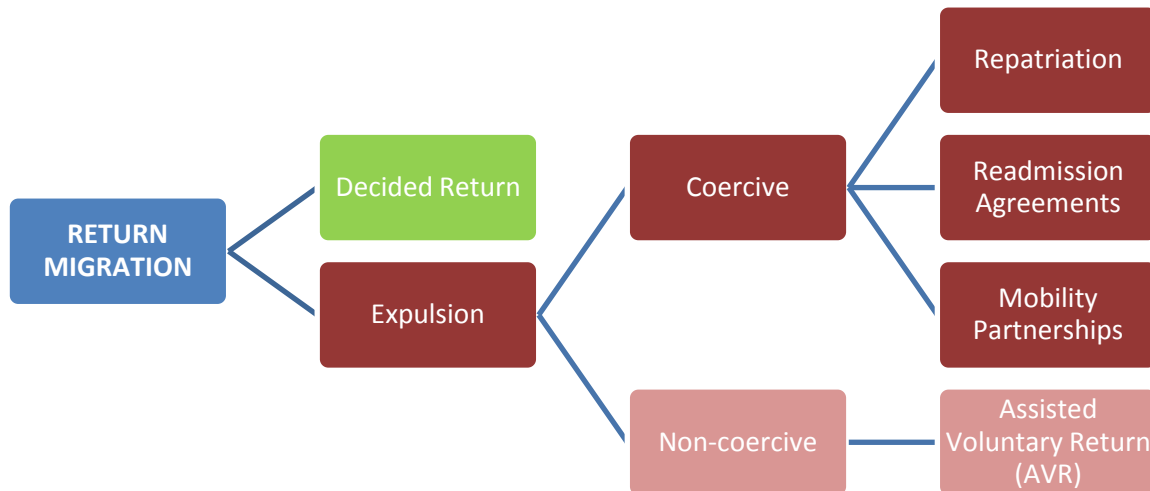 RETURN
MIGRATION
Decided Return
Expulsion
Coercive
Non-coercive
Repatriation
Readmission
Agreements
Mobility
Partnerships
Assisted
Voluntary Return
(AVR)